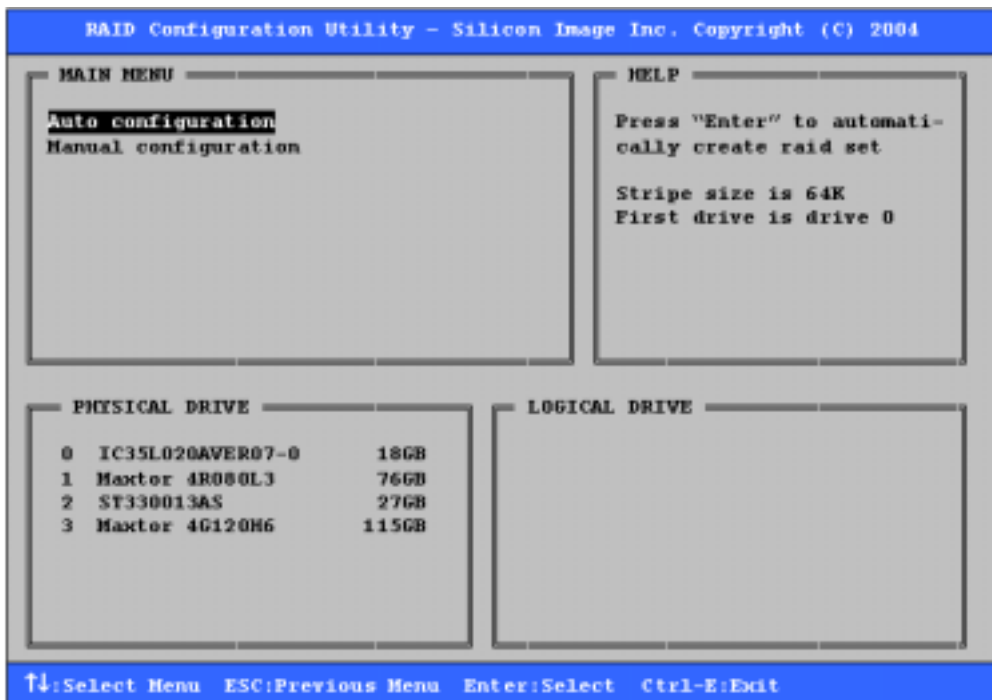 RAID Configuration Utility - Silicon Image Inc. Copyright (C) 2004
MAIN MENU
Auto configuration
Manual configuration
HELP
Press "Enter" to automati-
cally create raid set
Stripe size is 64K
First drive is drive 0
PHYSICAL DRIVE
0 IC35L020AVER07-0 18GB
1 Maxtor 4R080L3 76GB
2 ST330013AS 27GB
3 Maxtor 4G120H6 115GB
LOGICAL DRIVE
↑↓:Select Menu ESC:Previous Menu Enter:Select Ctrl-E:Exit